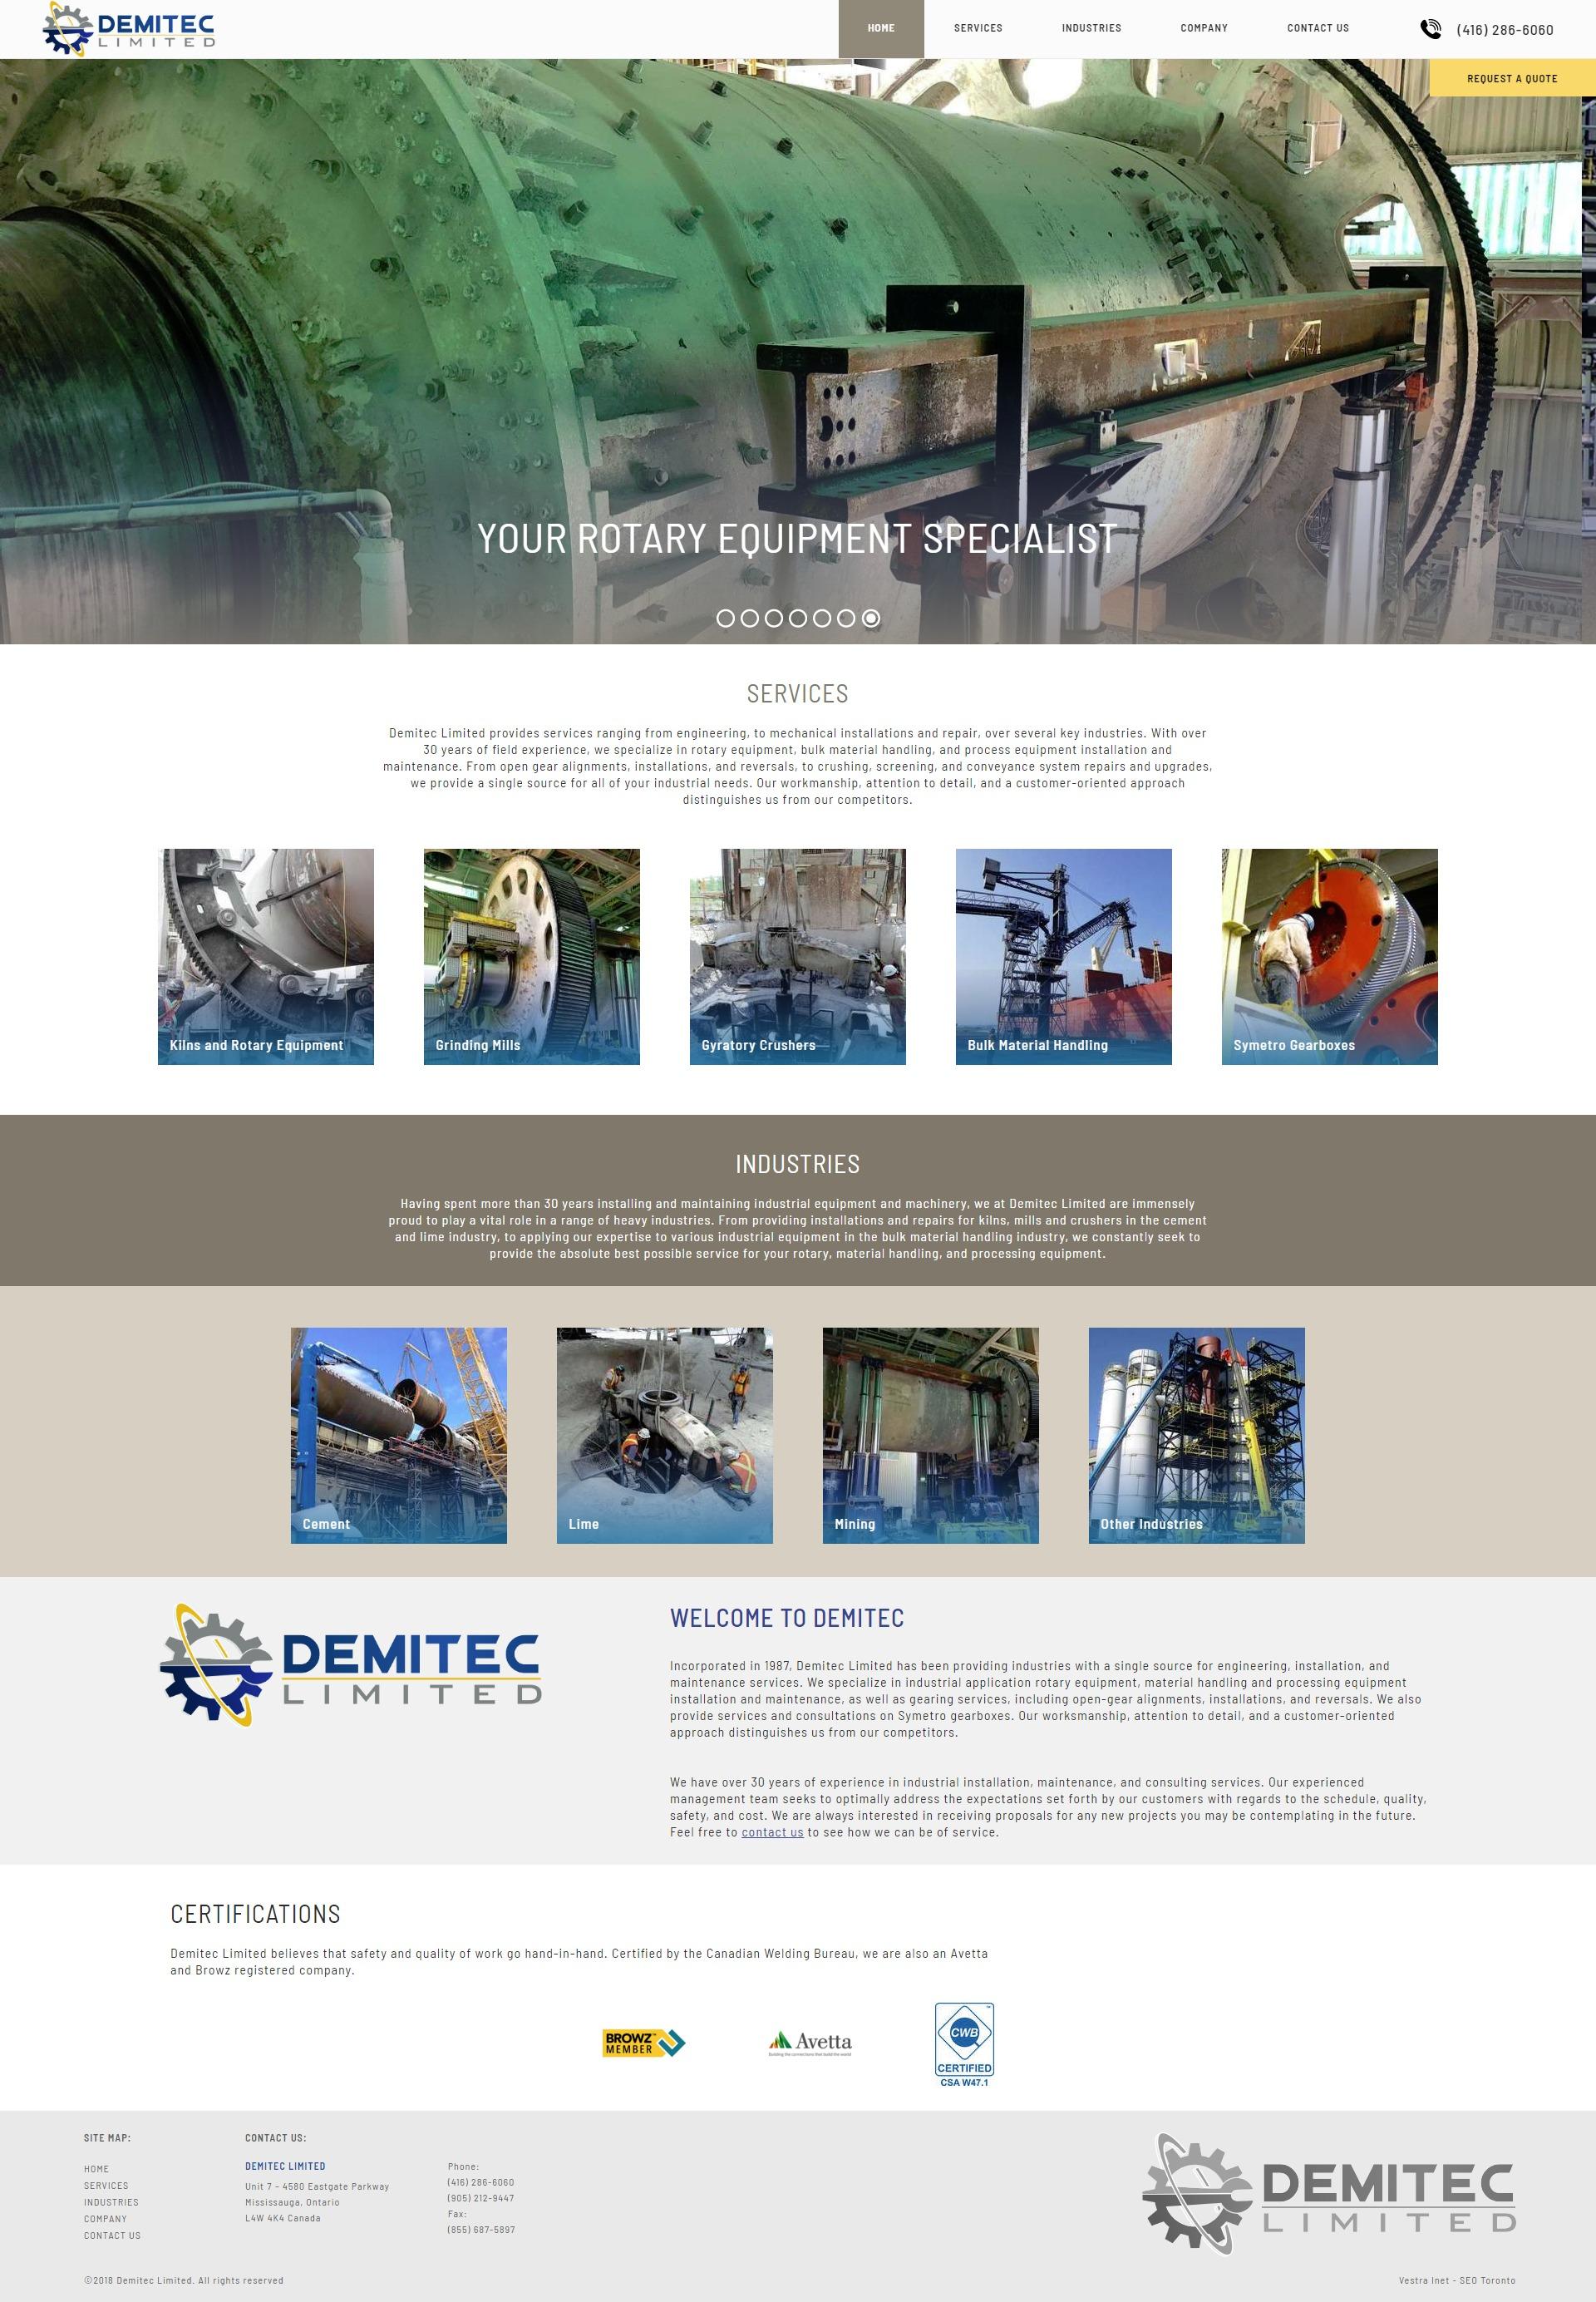 DEMITEC
LIMITED
HOME
SERVICES
INDUSTRIES
COMPANY
CONTACT US
(416) 286-6060
REQUEST A QUOTE
YOUR ROTARY EQUIPMENT SPECIALIST
SERVICES
Demitec Limited provides services ranging from engineering, to mechanical installations and repair, over several key industries. With over
30 years of field experience, we specialize in rotary equipment, bulk material handling, and process equipment installation and
maintenance. From open gear alignments, installations, and reversals, to crushing, screening, and conveyance system repairs and upgrades,
we provide a single source for all of your industrial needs. Our workmanship, attention to detail, and a customer-oriented approach
distinguishes us from our competitors.
Kilns and Rotary Equipment
Grinding Mills
Gyratory Crushers
Bulk Material Handling
Symetro Gearboxes
INDUSTRIES
Having spent more than 30 years installing and maintaining industrial equipment and machinery, we at Demitec Limited are immensely
proud to play a vital role in a range of heavy industries. From providing installations and repairs for kilns, mills and crushers in the cement
and lime industry, to applying our expertise to various industrial equipment in the bulk material handling industry, we constantly seek to
provide the absolute best possible service for your rotary, material handling, and processing equipment.
Cement
Lime
Mining
Other Industries
DEMITEC
LIMITED
WELCOME TO DEMITEC
Incorporated in 1987, Demitec Limited has been providing industries with a single source for engineering, installation, and
maintenance services. We specialize in industrial application rotary equipment, material handling and processing equipment
installation and maintenance, as well as gearing services, including open-gear alignments, installations, and reversals. We also
provide services and consultations on Symetro gearboxes. Our worksmanship, attention to detail, and a customer-oriented
approach distinguishes us from our competitors.
We have over 30 years of experience in industrial installation, maintenance, and consulting services. Our experienced
management team seeks to optimally address the expectations set forth by our customers with regards to the schedule, quality,
safety, and cost. We are always interested in receiving proposals for any new projects you may be contemplating in the future.
Feel free to contact us to see how we can be of service.
CERTIFICATIONS
Demitec Limited believes that safety and quality of work go hand-in-hand. Certified by the Canadian Welding Bureau, we are also an Avetta
and Browz registered company.
BROWZ™
MEMBER
Avetta
Building the connections that build the world
CWB
CERTIFIED
CSA W47.1
SITE MAP:
HOME
SERVICES
INDUSTRIES
COMPANY
CONTACT US
CONTACT US:
DEMITEC LIMITED
Unit 7 - 4580 Eastgate Parkway
Mississauga, Ontario
L4W 4K4 Canada
Phone:
(416) 286-6060
(905) 212-9447
Fax:
(855) 687-5897
DEMITEC
LIMITED
©2018 Demitec Limited. All rights reserved
Vestra Inet - SEO Toronto